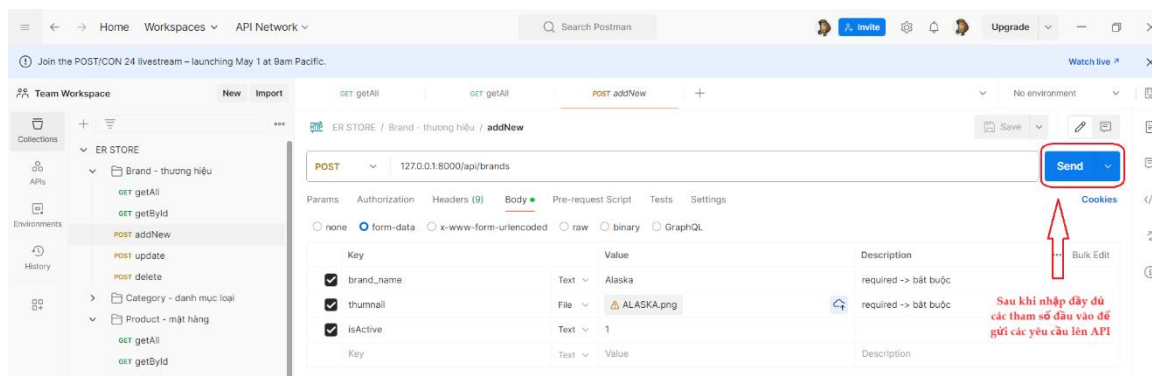 Home Workspaces API Network Search Postman Invite Upgrade
Join the POST/CON 24 livestream – launching May 1 at 9am Pacific. Watch live
Team Workspace New Import GET getAll GET getAll POST addNew No environment
Collections
APIs
Environments
History
ER STORE
Brand - thương hiệu
GET getAll
GET getById
POST addNew
POST update
POST delete
Category - danh mục loại
Product - mặt hàng
GET getAll
GET getById
ER STORE / Brand - thương hiệu / addNew Save
POST 127.0.0.1:8000/api/brands Send
Params Authorization Headers (9) Body Pre-request Script Tests Settings Cookies
none form-data x-www-form-urlencoded raw binary GraphQL
Key Value Description Bulk Edit
brand_name Text Alaska required -> bắt buộc
thumnail File ALASKA.png required -> bắt buộc
isActive Text 1
Key Text Value Description
Sau khi nhập đầy đủ
các tham số đầu vào để
gửi các yêu cầu lên API